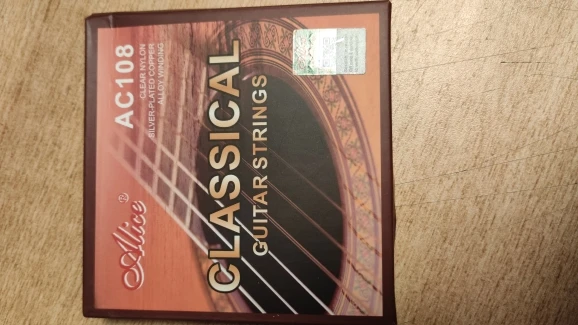 Alice®
AC108
CLEAR NYLON
SILVER-PLATED COPPER
ALLOY WINDING
CLASSICAL
GUITAR STRINGS